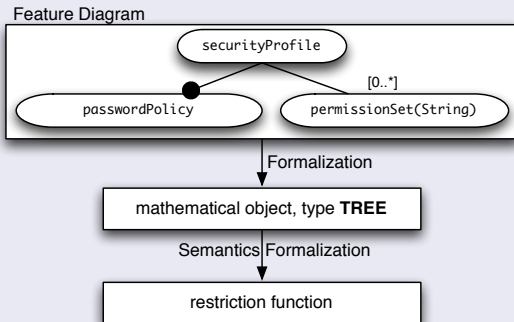 Feature Diagram
securityProfile
[0..*]
passwordPolicy
permissionSet(String)
Formalization
mathematical object, type TREE
Semantics Formalization
restriction function